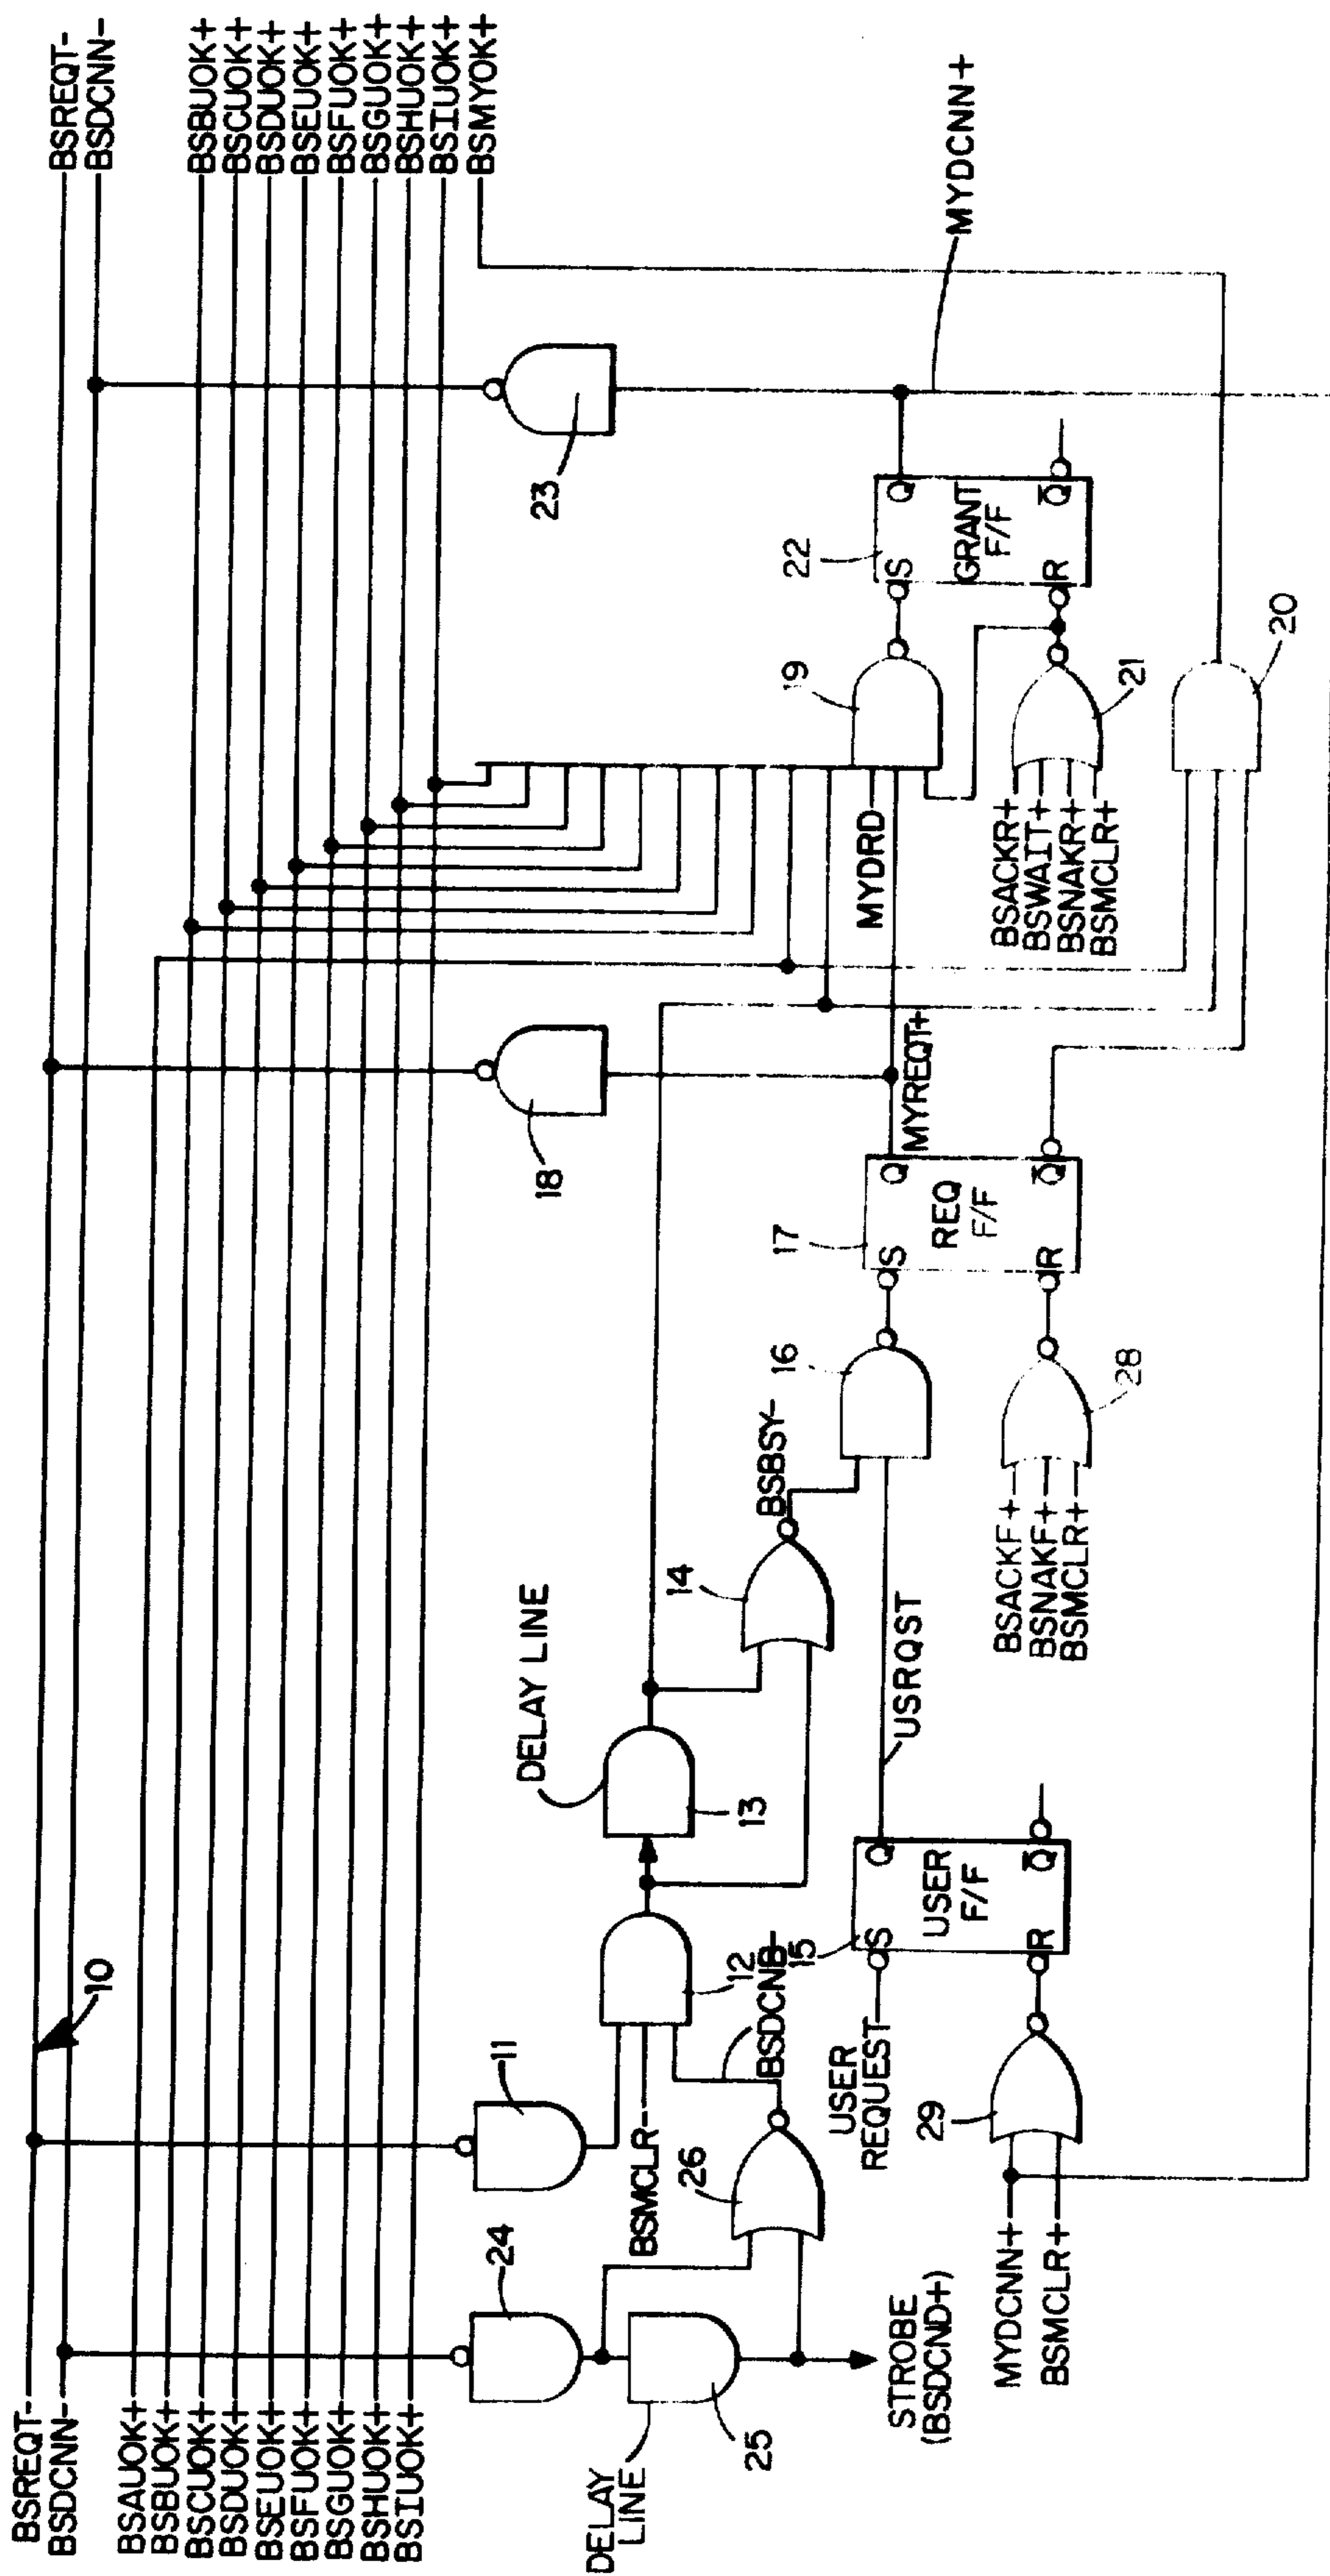 BSREQT-
BSDCNN-
BSAUOK+
BSBUOK+
BSCUOK+
BSDUOK+
BSEUOK+
BSFUOK+
BSGUOK+
BSHUOK+
BSIUOK+
BSREQT-
BSDCNN-
BSBUOK+
BSCUOK+
BSDUOK+
BSEUOK+
BSFUOK+
BSGUOK+
BSHUOK+
BSIUOK+
BSMYOK+
10
24
11
DELAY
LINE
25
BSMCLR-
26
12
BSDCNB-
STROBE
(BSDCND+)
DELAY LINE
13
14
BSBSY-
18
23
USER
REQUEST
15
S
Q
USER
F/F
R
Q
29
MYDCNN+
BSMCLR+
USRQST
16
17
S
Q
REQ
F/F
R
Q
MYREQT+
BSACKF+
BSNAKF+
BSMCLR+
28
MYDRD
19
BSACKR+
BSWAIT+
BSNAKR+
BSMCLR+
21
22
S
Q
GRANT
F/F
R
Q
20
MYDCNN+